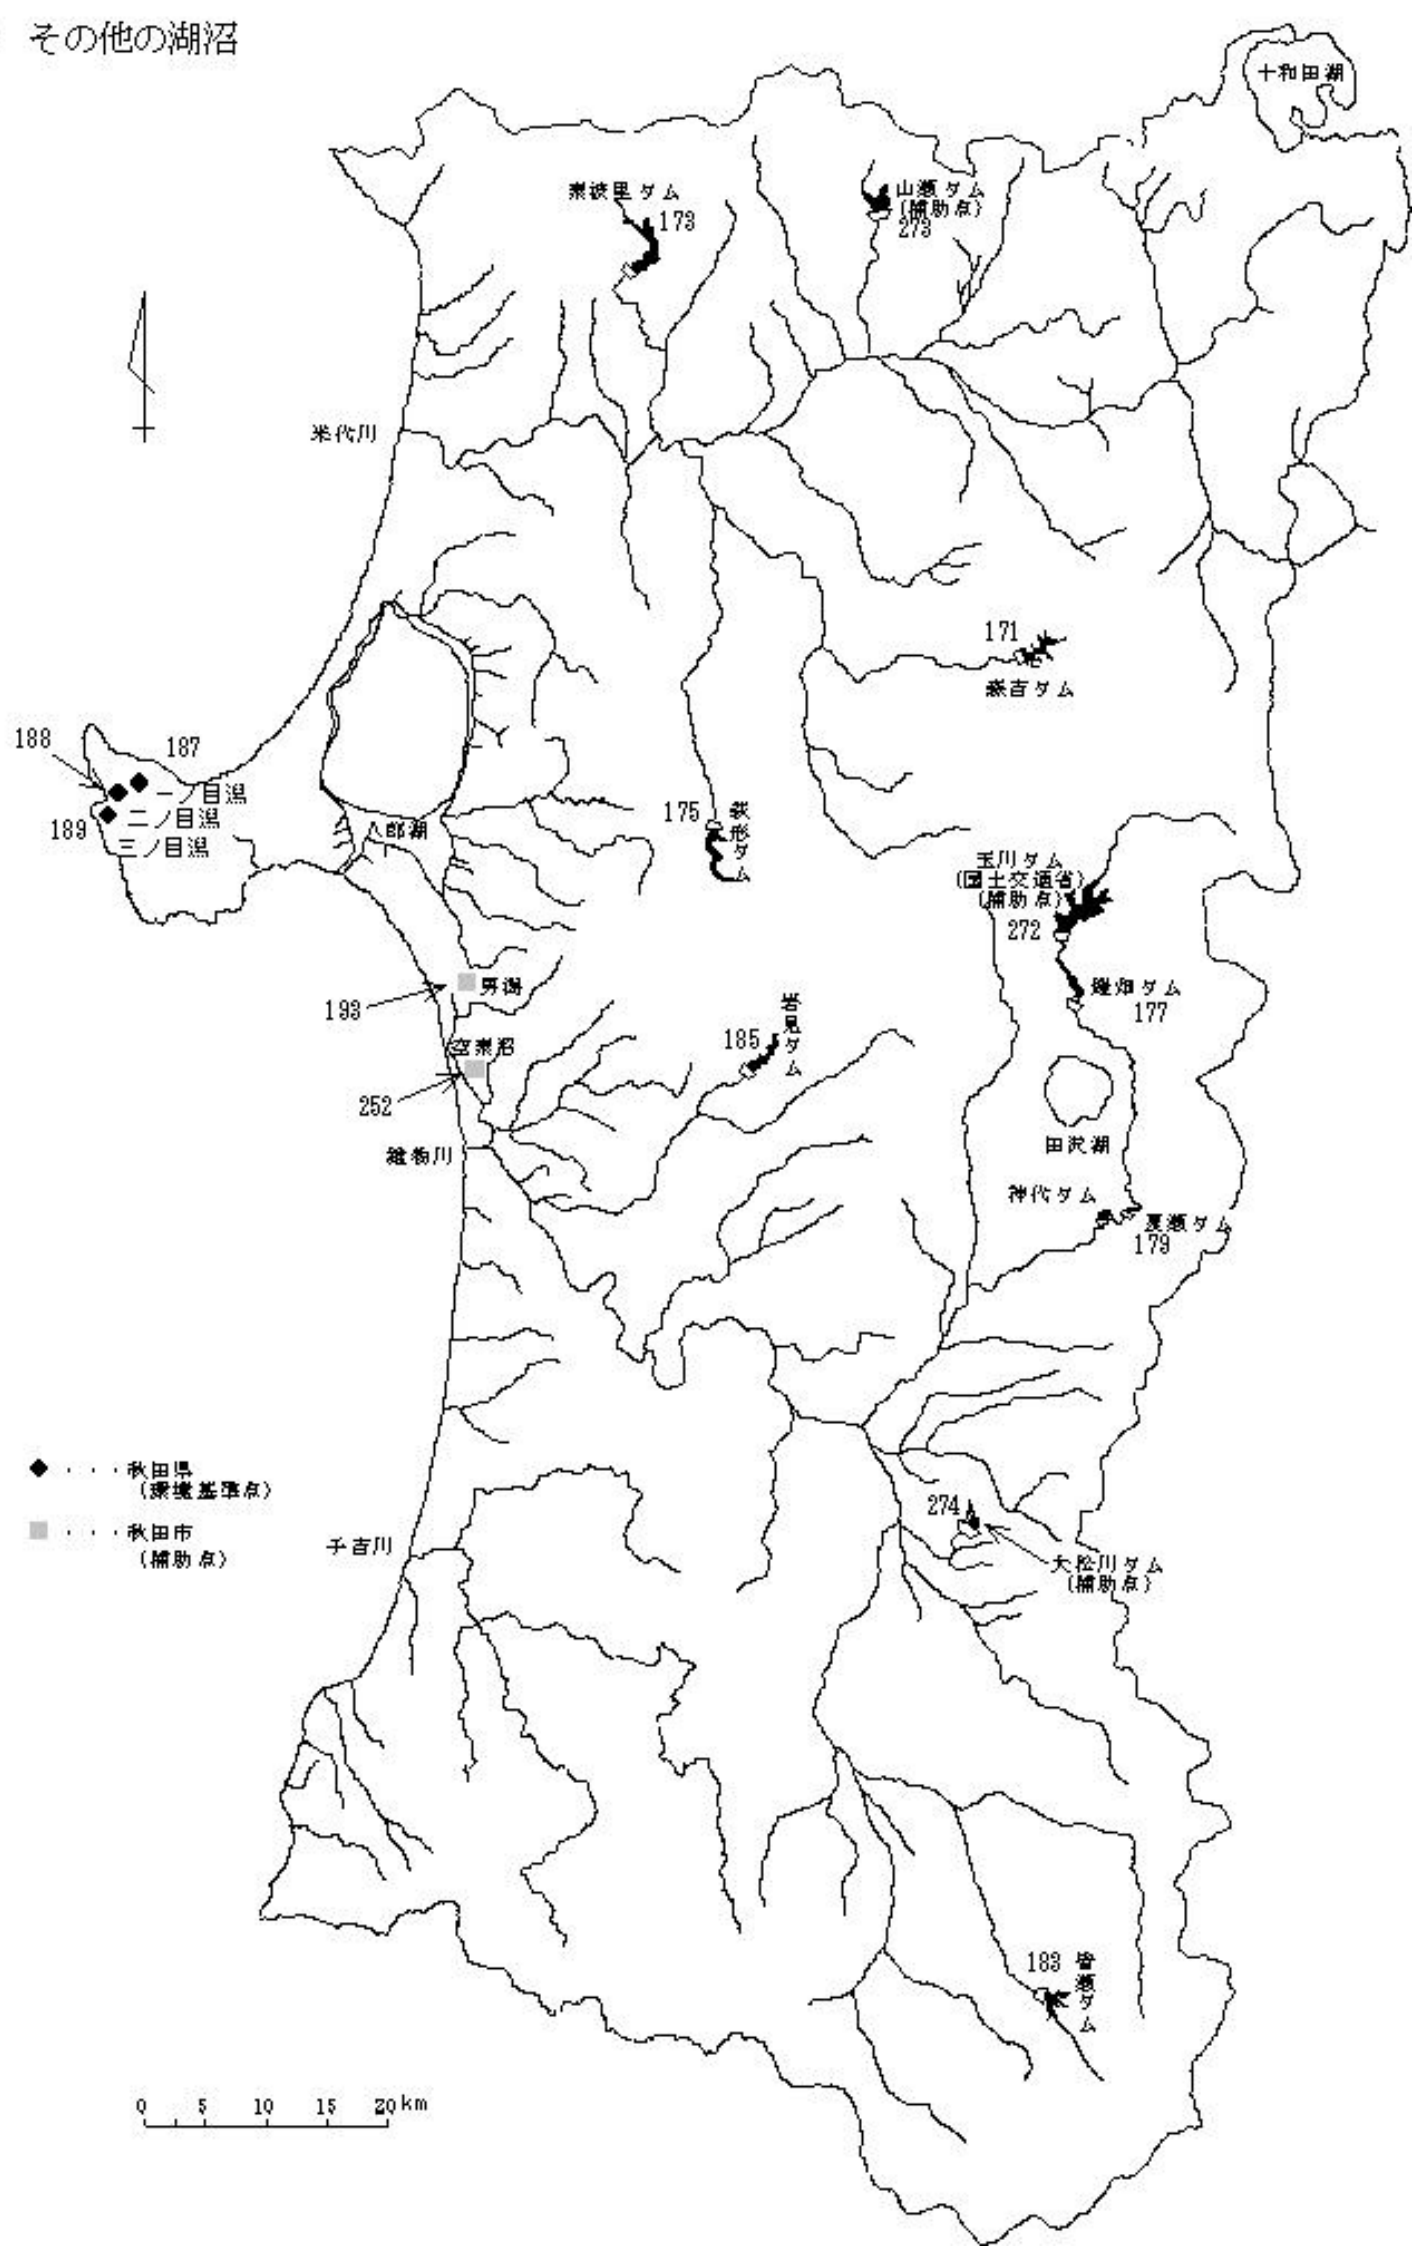 その他の湖沼
十和田湖
素波里ダム
173
山瀬ダム
(補助点)
273
米代川
171
森吉ダム
188
187
一ノ目潟
二ノ目潟
189
三ノ目潟
八郎湖
175
萩形ダム
玉川ダム
(国土交通省)
(補助点)
272
鎧畑ダム
177
男潟
193
空素沼
252
185
岩見ダム
雄物川
田沢湖
神代ダム
夏瀬ダム
179
◆・・・秋田県
(環境基準点)
・・・秋田市
(補助点)
子吉川
274
大松川ダム
(補助点)
183
皆瀬ダム
0 5 10 15 20km